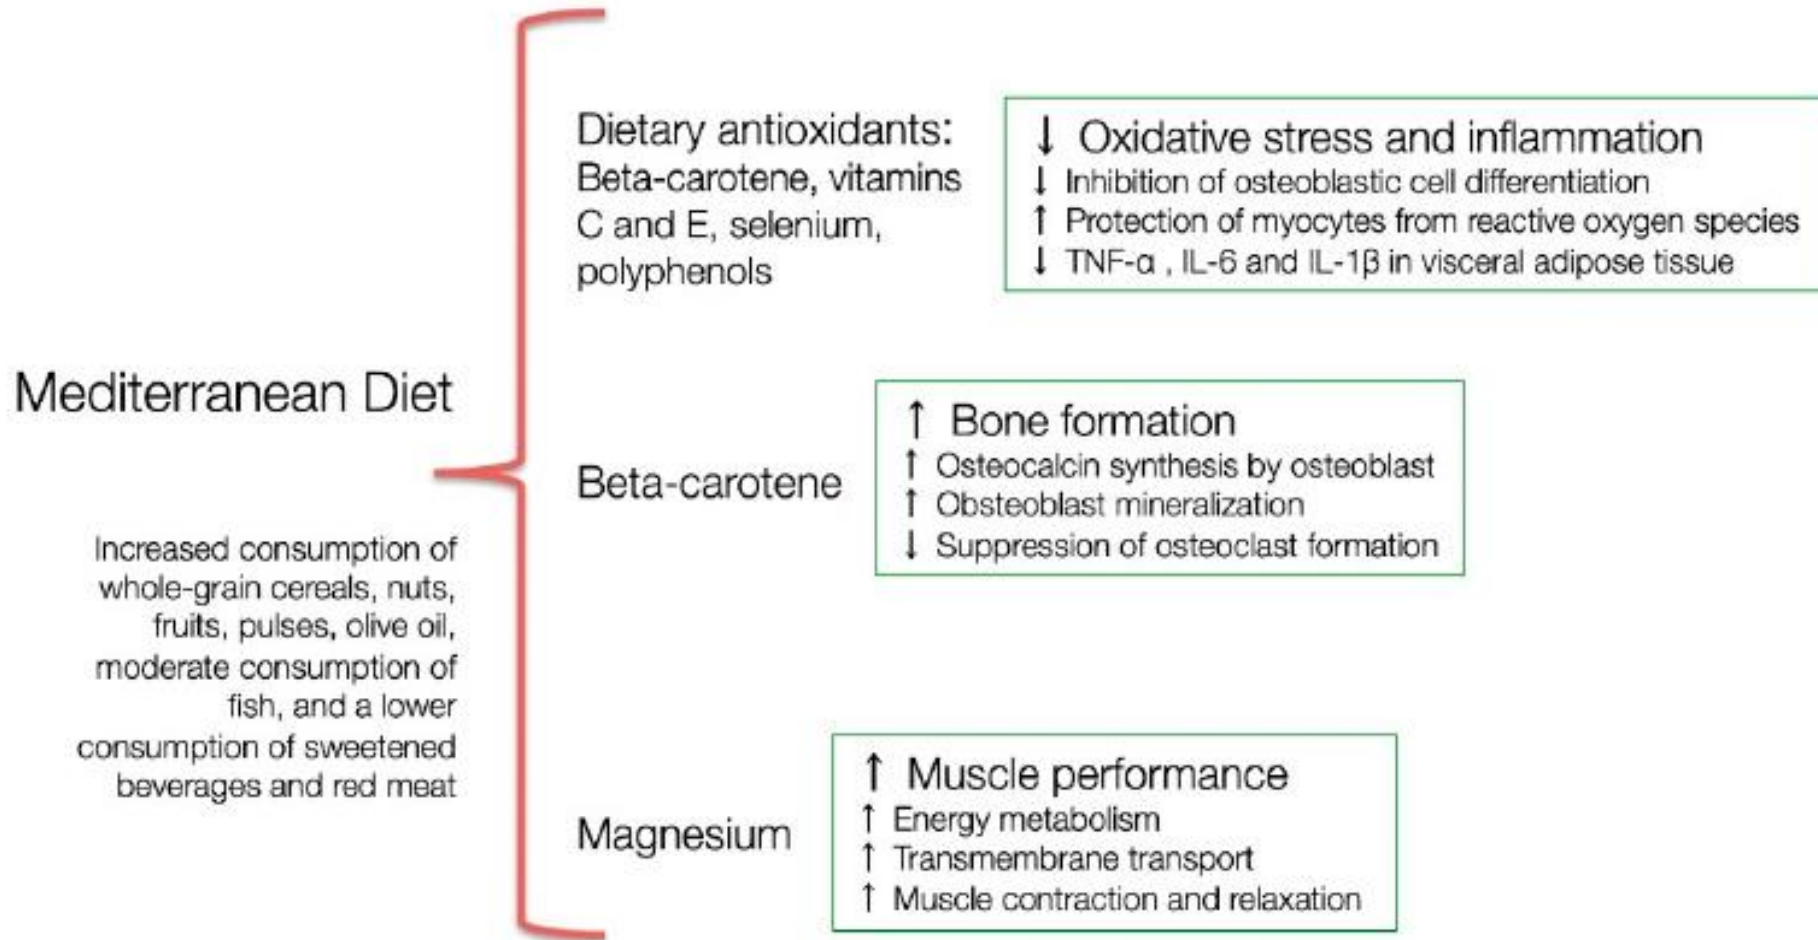 Mediterranean Diet
Increased consumption of
whole-grain cereals, nuts,
fruits, pulses, olive oil,
moderate consumption of
fish, and a lower
consumption of sweetened
beverages and red meat
Dietary antioxidants:
Beta-carotene, vitamins
C and E, selenium,
polyphenols
↓ Oxidative stress and inflammation
↓ Inhibition of osteoblastic cell differentiation
↑ Protection of myocytes from reactive oxygen species
↓ TNF-α , IL-6 and IL-1β in visceral adipose tissue
Beta-carotene
↑ Bone formation
↑ Osteocalcin synthesis by osteoblast
↑ Obsteoblast mineralization
↓ Suppression of osteoclast formation
Magnesium
↑ Muscle performance
↑ Energy metabolism
↑ Transmembrane transport
↑ Muscle contraction and relaxation